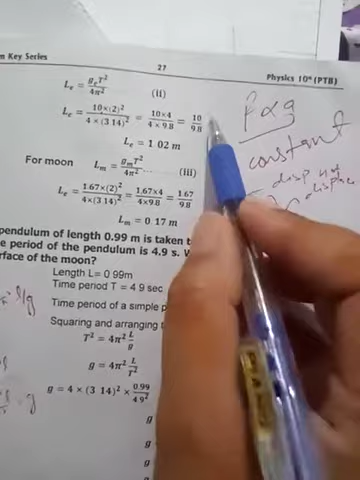 Key Series
27
Physics 10th (PTB)
Lₑ = gₑT²/4π² (ii)
Lₑ = 10×(2)²/4×(3 14)² = 10×4/4×9.8 = 10/9.8
Lₑ = 1 02 m
For moon Lₘ = gₘT²/4π² .... (iii)
Lₑ = 1.67×(2)²/4×(3.14)² = 1.67×4/4×9.8 = 1.67/9.8
Lₘ = 0 17 m
pendulum of length 0.99 m is taken t
e period of the pendulum is 4.9 s. W
rface of the moon?
Length L= 0 99m
Time period T = 4 9 sec
Time period of a simple p
Squaring and arranging t
T² = 4π² L/g
g = 4π² L/T²
g = 4 × (3 14)² × 0.99/4 9²
g
g
g
f ∝ g
constant